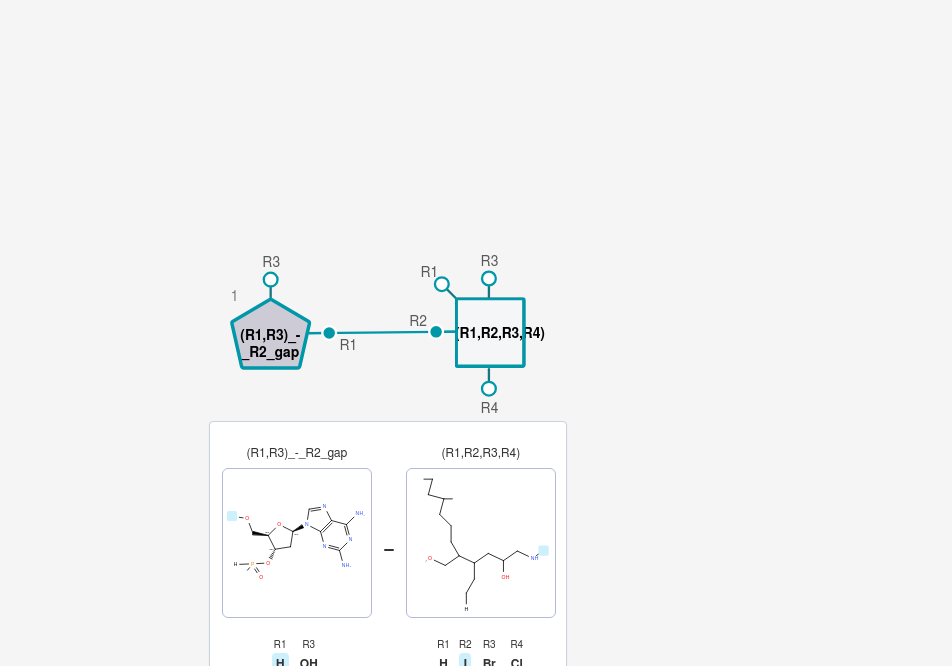 R3
R1
R3
1
(R1,R3)_-
_R2_gap
R1
R2
(R1,R2,R3,R4)
R4
(R1,R3)_-_R2_gap
(R1,R2,R3,R4)
O
O
N
N
NH
N
N
NH
H
P
O
O
O
NH
OH
H
R1 R3
H OH
R1 R2 R3 R4
H I Br Cl